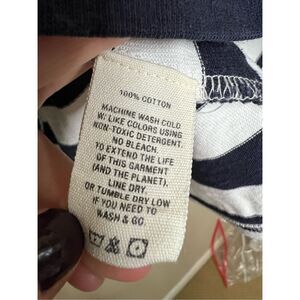 100% COTTON
MACHINE WASH COLD
W/ LIKE COLORS USING
NON-TOXIC DETERGENT.
NO BLEACH.
TO EXTEND THE LIFE
OF THIS GARMENT
(AND THE PLANET),
LINE DRY.
OR TUMBLE DRY LOW
IF YOU NEED TO
WASH & GO.